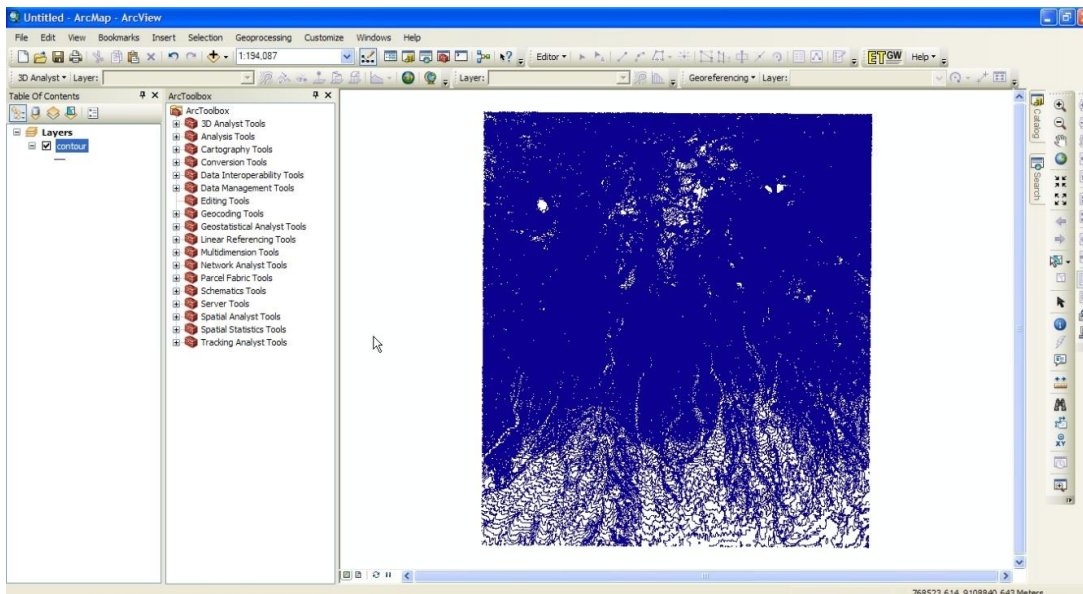 Untitled - ArcMap - ArcView
File Edit View Bookmarks Insert Selection Geoprocessing Customize Windows Help
1:194,087 Editor ET GW Help
3D Analyst Layer: Layer: Georeferencing Layer:
Table Of Contents
Layers
contour
ArcToolbox
ArcToolbox
3D Analyst Tools
Analysis Tools
Cartography Tools
Conversion Tools
Data Interoperability Tools
Data Management Tools
Editing Tools
Geocoding Tools
Geostatistical Analyst Tools
Linear Referencing Tools
Multidimension Tools
Network Analyst Tools
Parcel Fabric Tools
Schematics Tools
Server Tools
Spatial Analyst Tools
Spatial Statistics Tools
Tracking Analyst Tools
Catalog
Search
XY
768523,614 9108840,643 Meters